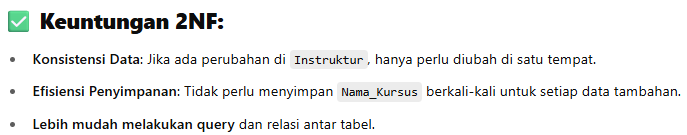 ✅ Keuntungan 2NF:
• Konsistensi Data: Jika ada perubahan di Instruktur, hanya perlu diubah di satu tempat.
• Efisiensi Penyimpanan: Tidak perlu menyimpan Nama_Kursus berkali-kali untuk setiap data tambahan.
• Lebih mudah melakukan query dan relasi antar tabel.